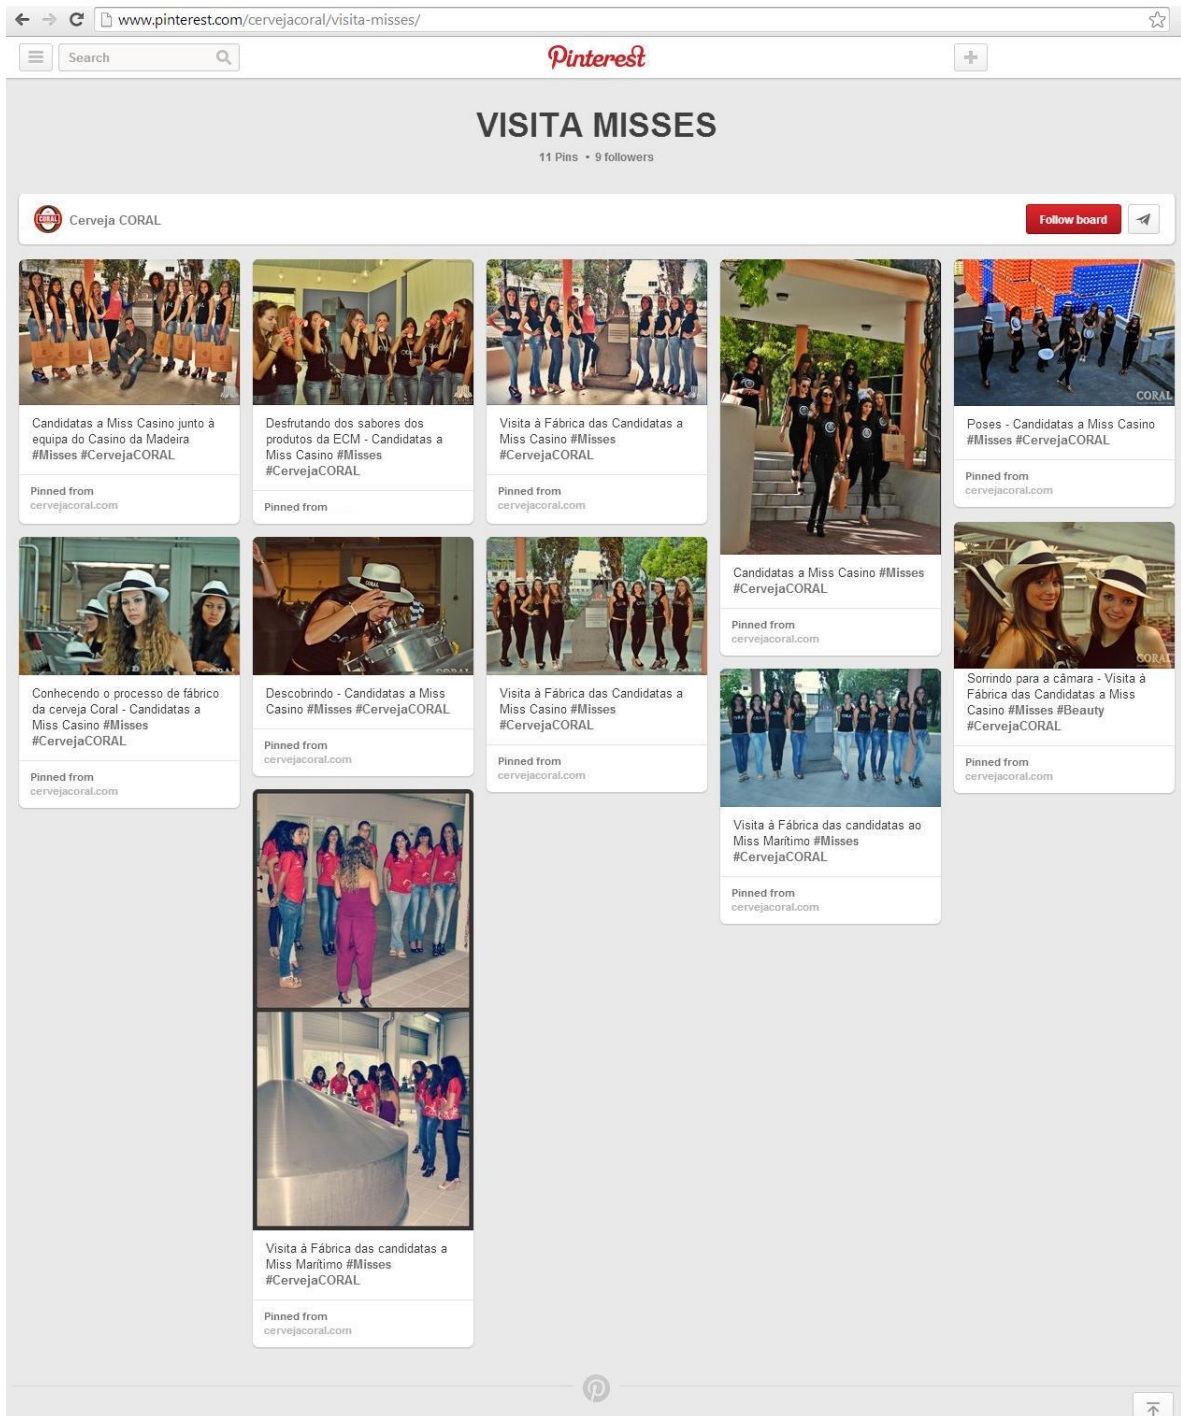 www.pinterest.com/cervejacoral/visita-misses/
Search
Pinterest
VISITA MISSES
11 Pins • 9 followers
Cerveja CORAL
Follow board
Candidatas a Miss Casino junto à
equipa do Casino da Madeira
#Misses #CervejaCORAL
Pinned from
cervejacoral.com
Desfrutando dos sabores dos
produtos da ECM - Candidatas a
Miss Casino #Misses
#CervejaCORAL
Pinned from
Visita à Fábrica das Candidatas a
Miss Casino #Misses
#CervejaCORAL
Pinned from
cervejacoral.com
Candidatas a Miss Casino #Misses
#CervejaCORAL
Pinned from
cervejacoral.com
CORAL
Poses - Candidatas a Miss Casino
#Misses #CervejaCORAL
Pinned from
cervejacoral.com
CORAL
Conhecendo o processo de fábrico
da cerveja Coral - Candidatas a
Miss Casino #Misses
#CervejaCORAL
Pinned from
cervejacoral.com
CORAL
CORAL
Descobrindo - Candidatas a Miss
Casino #Misses #CervejaCORAL
Pinned from
cervejacoral.com
Visita à Fábrica das Candidatas a
Miss Casino #Misses
#CervejaCORAL
Pinned from
cervejacoral.com
Visita à Fábrica das candidatas ao
Miss Marítimo #Misses
#CervejaCORAL
Pinned from
cervejacoral.com
CORAL
Sorrindo para a câmara - Visita à
Fábrica das Candidatas a Miss
Casino #Misses #Beauty
#CervejaCORAL
Pinned from
cervejacoral.com
Visita à Fábrica das candidatas a
Miss Marítimo #Misses
#CervejaCORAL
Pinned from
cervejacoral.com